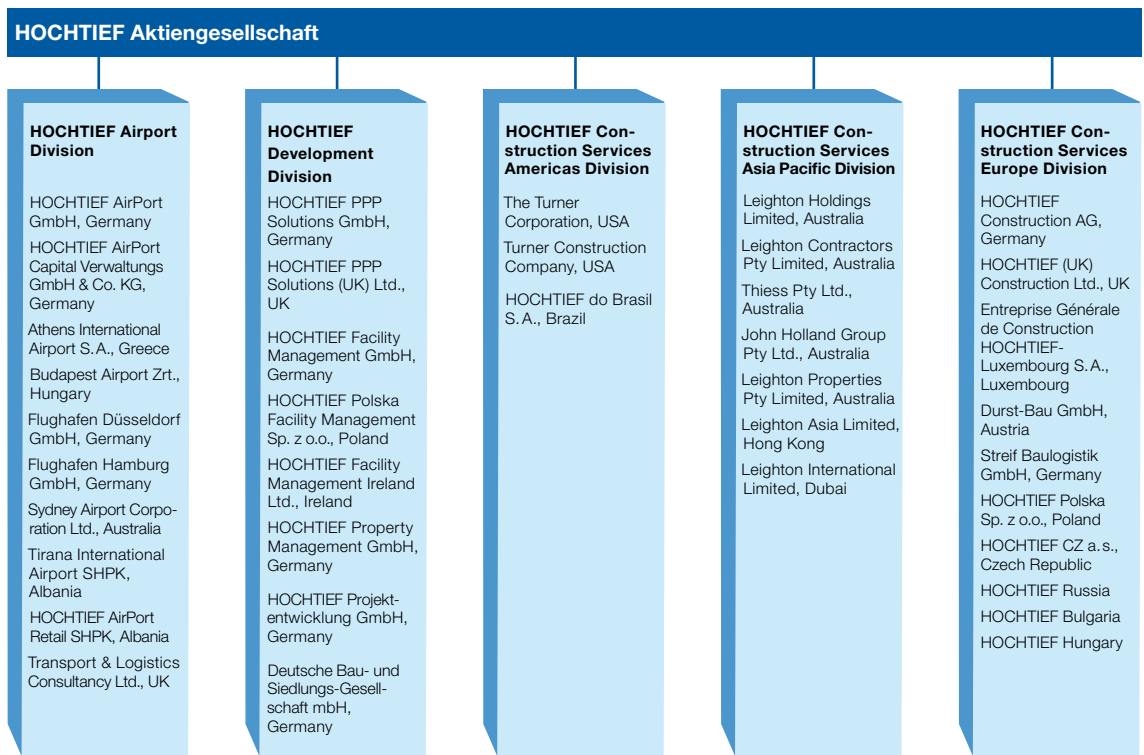 HOCHTIEF Aktiengesellschaft
HOCHTIEF Airport
Division
HOCHTIEF AirPort
GmbH, Germany
HOCHTIEF AirPort
Capital Verwaltungs
GmbH & Co. KG,
Germany
Athens International
Airport S.A., Greece
Budapest Airport Zrt.,
Hungary
Flughafen Düsseldorf
GmbH, Germany
Flughafen Hamburg
GmbH, Germany
Sydney Airport Corpo-
ration Ltd., Australia
Tirana International
Airport SHPK,
Albania
HOCHTIEF AirPort
Retail SHPK, Albania
Transport & Logistics
Consultancy Ltd., UK
HOCHTIEF
Development
Division
HOCHTIEF PPP
Solutions GmbH,
Germany
HOCHTIEF PPP
Solutions (UK) Ltd.,
UK
HOCHTIEF Facility
Management GmbH,
Germany
HOCHTIEF Polska
Facility Management
Sp. z o.o., Poland
HOCHTIEF Facility
Management Ireland
Ltd., Ireland
HOCHTIEF Property
Management GmbH,
Germany
HOCHTIEF Projekt-
entwicklung GmbH,
Germany
Deutsche Bau- und
Siedlungs-Gesell-
schaft mbH,
Germany
HOCHTIEF Con-
struction Services
Americas Division
The Turner
Corporation, USA
Turner Construction
Company, USA
HOCHTIEF do Brasil
S.A., Brazil
HOCHTIEF Con-
struction Services
Asia Pacific Division
Leighton Holdings
Limited, Australia
Leighton Contractors
Pty Limited, Australia
Thiess Pty Ltd.,
Australia
John Holland Group
Pty Ltd., Australia
Leighton Properties
Pty Limited, Australia
Leighton Asia Limited,
Hong Kong
Leighton International
Limited, Dubai
HOCHTIEF Con-
struction Services
Europe Division
HOCHTIEF
Construction AG,
Germany
HOCHTIEF (UK)
Construction Ltd., UK
Entreprise Générale
de Construction
HOCHTIEF-
Luxembourg S.A.,
Luxembourg
Durst-Bau GmbH,
Austria
Streif Baulogistik
GmbH, Germany
HOCHTIEF Polska
Sp. z o.o., Poland
HOCHTIEF CZ a.s.,
Czech Republic
HOCHTIEF Russia
HOCHTIEF Bulgaria
HOCHTIEF Hungary